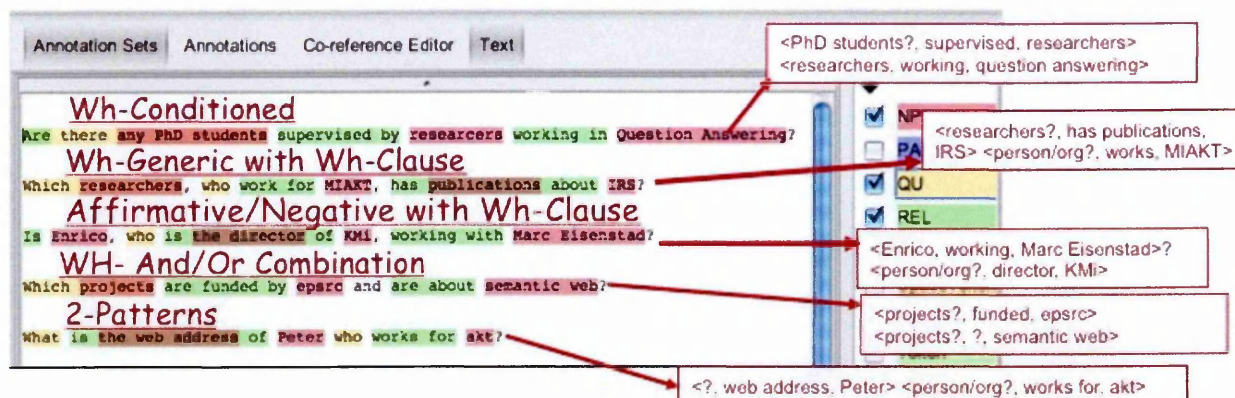 Annotation Sets Annotations Co-reference Editor Text
<PhD students?, supervised, researchers>
<researchers, working, question answering>
Wh-Conditioned
Are there any PhD students supervised by researcers working in Question Answering?
NP
<researchers?, has publications,
IRS> <person/org?, works, MIAKT>
Wh-Generic with Wh-Clause
PA
Which researchers, who work for MIAKT, has publications about IRS?
QU
Affirmative/Negative with Wh-Clause
REL
Is Enrico, who is the director of KMi, working with Marc Eisenstad?
<Enrico, working, Marc Eisenstad>?
<person/org?, director, KMi>
WH- And/Or Combination
Which projects are funded by epsrc and are about semantic web?
<projects?, funded, epsrc>
<projects?, ?, semantic web>
2-Patterns
What is the web address of Peter who works for akt?
<?, web address, Peter> <person/org?, works for, akt>